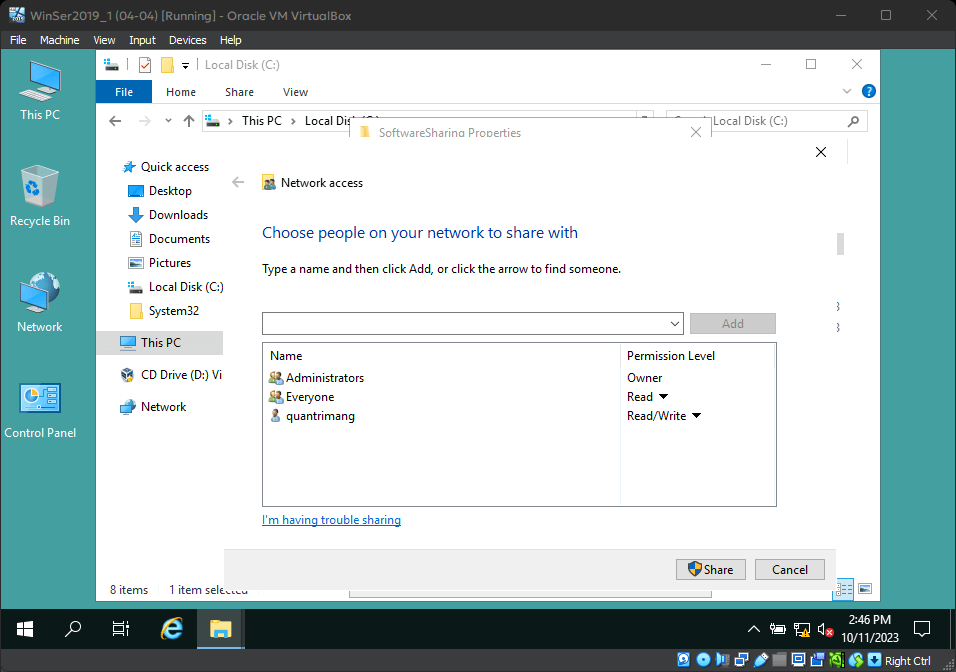 WinSer2019_1 (04-04) [Running] - Oracle VM VirtualBox
File Machine View Input Devices Help
Local Disk (C:)
File Home Share View
This PC Local Disk
Local Disk (C:)
SoftwareSharing Properties
This PC
Recycle Bin
Network
Control Panel
Quick access
Desktop
Downloads
Documents
Pictures
Local Disk (C:)
System32
This PC
CD Drive (D:) Vi
Network
Network access
Choose people on your network to share with
Type a name and then click Add, or click the arrow to find someone.
Add
Name Permission Level
Administrators Owner
Everyone Read
quantrimang Read/Write
I'm having trouble sharing
Share Cancel
8 items 1 item selected
2:46 PM
10/11/2023
Right Ctrl